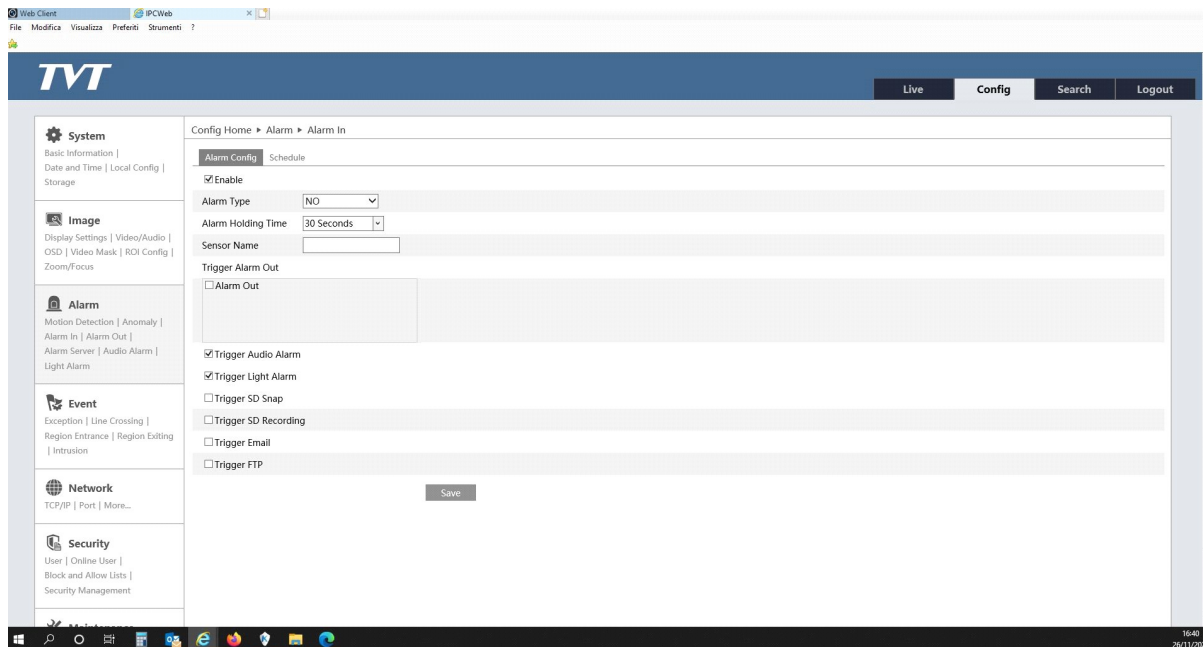 Web Client
IPCWeb
File Modifica Visualizza Preferiti Strumenti ?
TVT
Live Config Search Logout
System
Basic Information |
Date and Time | Local Config |
Storage
Image
Display Settings | Video/Audio |
OSD | Video Mask | ROI Config |
Zoom/Focus
Alarm
Motion Detection | Anomaly |
Alarm In | Alarm Out |
Alarm Server | Audio Alarm |
Light Alarm
Event
Exception | Line Crossing |
Region Entrance | Region Exiting
| Intrusion
Network
TCP/IP | Port | More...
Security
User | Online User |
Block and Allow Lists |
Security Management
Config Home ▸ Alarm ▸ Alarm In
Alarm Config Schedule
Enable
Alarm Type NO
Alarm Holding Time 30 Seconds
Sensor Name
Trigger Alarm Out
Alarm Out
Trigger Audio Alarm
Trigger Light Alarm
Trigger SD Snap
Trigger SD Recording
Trigger Email
Trigger FTP
Save
16:40